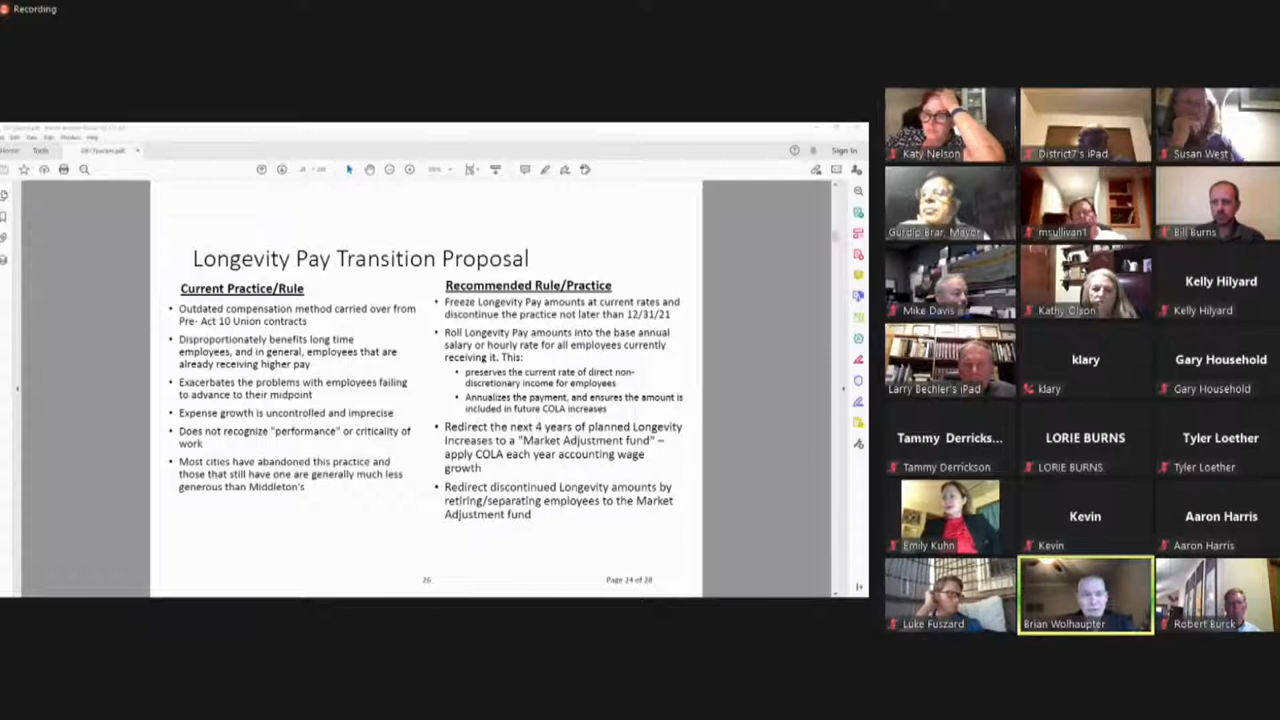 Recording
Home Tools
Sign In
Longevity Pay Transition Proposal
Current Practice/Rule
Outdated compensation method carried over from
Pre- Act 10 Union contracts
Disproportionately benefits long time
employees, and in general, employees that are
already receiving higher pay
Exacerbates the problems with employees failing
to advance to their midpoint
Expense growth is uncontrolled and imprecise
Does not recognize "performance" or criticality of
work
Most cities have abandoned this practice and
those that still have one are generally much less
generous than Middleton's
Recommended Rule/Practice
Freeze Longevity Pay amounts at current rates and
discontinue the practice not later than 12/31/21
Roll Longevity Pay amounts into the base annual
salary or hourly rate for all employees currently
receiving it. This:
preserves the current rate of direct non-
discretionary income for employees
Annualizes the payment, and ensures the amount is
included in future COLA increases
Redirect the next 4 years of planned Longevity
Increases to a "Market Adjustment fund" –
apply COLA each year accounting wage
growth
Redirect discontinued Longevity amounts by
retiring/separating employees to the Market
Adjustment fund
26
Page 24 of 28
Katy Nelson
District7's iPad
Susan West
Gurdip Brar, Mayor
msullivan1
Bill Burns
Mike Davis
Kathy Olson
Kelly Hilyard
Kelly Hilyard
Larry Bechler's iPad
klary
klary
Gary Household
Gary Household
Tammy Derricks...
Tammy Derrickson
LORIE BURNS
LORIE BURNS
Tyler Loether
Tyler Loether
Emily Kuhn
Kevin
Kevin
Aaron Harris
Aaron Harris
Luke Fuszard
Brian Wolhaupter
Robert Burck